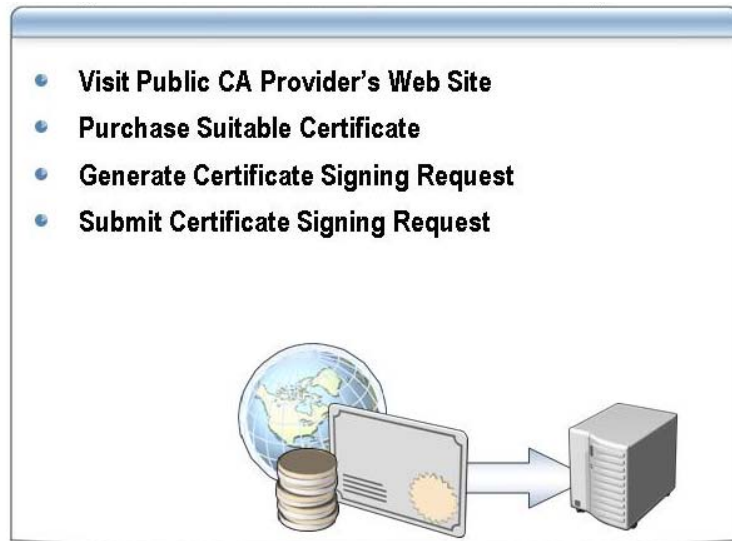 Visit Public CA Provider's Web Site
Purchase Suitable Certificate
Generate Certificate Signing Request
Submit Certificate Signing Request